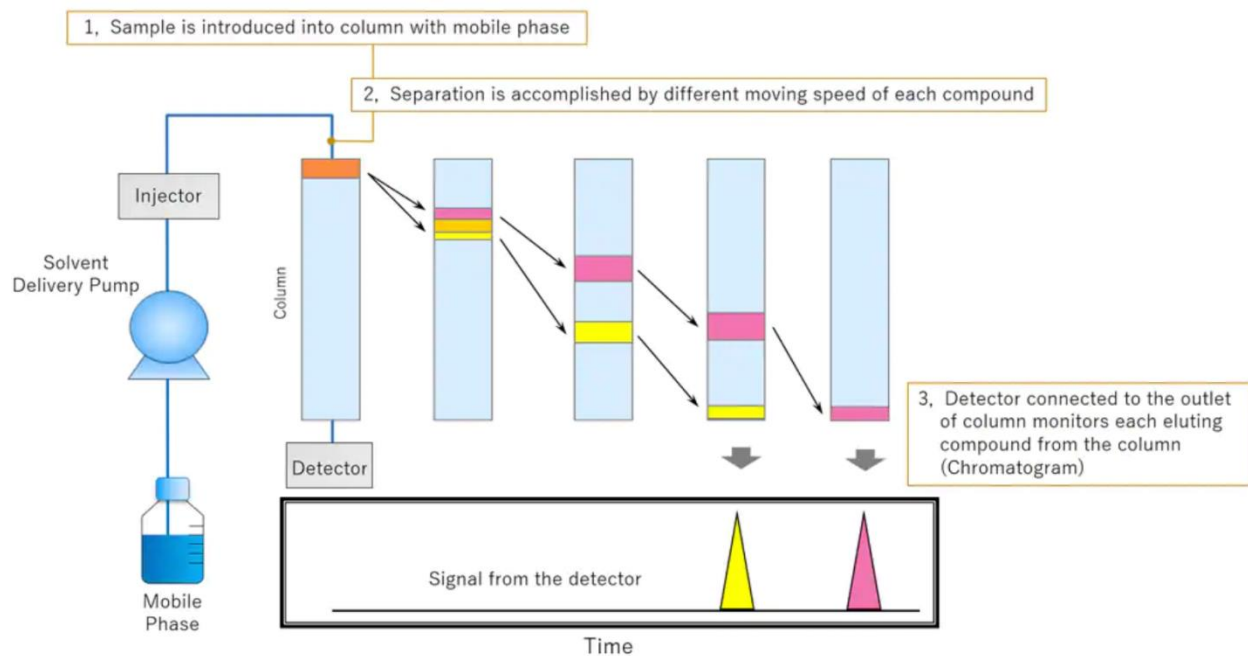 1, Sample is introduced into column with mobile phase
2, Separation is accomplished by different moving speed of each compound
Injector
Solvent
Delivery Pump
Column
3, Detector connected to the outlet
of column monitors each eluting
compound from the column
(Chromatogram)
Detector
Signal from the detector
Mobile
Phase
Time